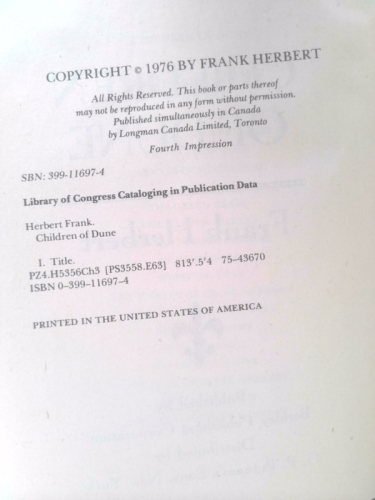 COPYRIGHT © 1976 BY FRANK HERBERT
All Rights Reserved. This book or parts thereof
may not be reproduced in any form without permission.
Published simultaneously in Canada
by Longman Canada Limited, Toronto
Fourth Impression
SBN: 399-11697-4
Library of Congress Cataloging in Publication Data
Herbert Frank.
Children of Dune
1. Title.
PZ4.H5356Ch3 [PS3558.E63] 813'.5'4 75-43670
ISBN 0-399-11697-4
PRINTED IN THE UNITED STATES OF AMERICA